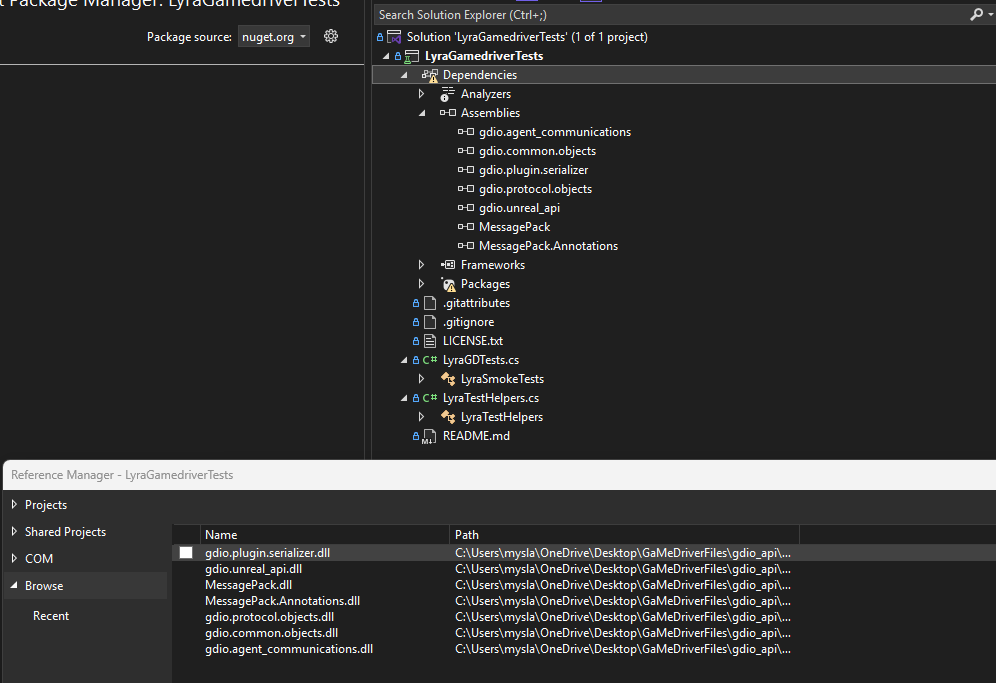 Package Manager: LyraGamedriverTests
Package source: nuget.org
Search Solution Explorer (Ctrl+;)
Solution 'LyraGamedriverTests' (1 of 1 project)
LyraGamedriverTests
Dependencies
Analyzers
Assemblies
gdio.agent_communications
gdio.common.objects
gdio.plugin.serializer
gdio.protocol.objects
gdio.unreal_api
MessagePack
MessagePack.Annotations
Frameworks
Packages
.gitattributes
.gitignore
LICENSE.txt
C# LyraGDTests.cs
LyraSmokeTests
C# LyraTestHelpers.cs
LyraTestHelpers
README.md
Reference Manager - LyraGamedriverTests
Projects
Shared Projects
COM
Browse
Recent
Name Path
gdio.plugin.serializer.dll C:\Users\mysla\OneDrive\Desktop\GaMeDriverFiles\gdio_api\...
gdio.unreal_api.dll C:\Users\mysla\OneDrive\Desktop\GaMeDriverFiles\gdio_api\...
MessagePack.dll C:\Users\mysla\OneDrive\Desktop\GaMeDriverFiles\gdio_api\...
MessagePack.Annotations.dll C:\Users\mysla\OneDrive\Desktop\GaMeDriverFiles\gdio_api\...
gdio.protocol.objects.dll C:\Users\mysla\OneDrive\Desktop\GaMeDriverFiles\gdio_api\...
gdio.common.objects.dll C:\Users\mysla\OneDrive\Desktop\GaMeDriverFiles\gdio_api\...
gdio.agent_communications.dll C:\Users\mysla\OneDrive\Desktop\GaMeDriverFiles\gdio_api\...